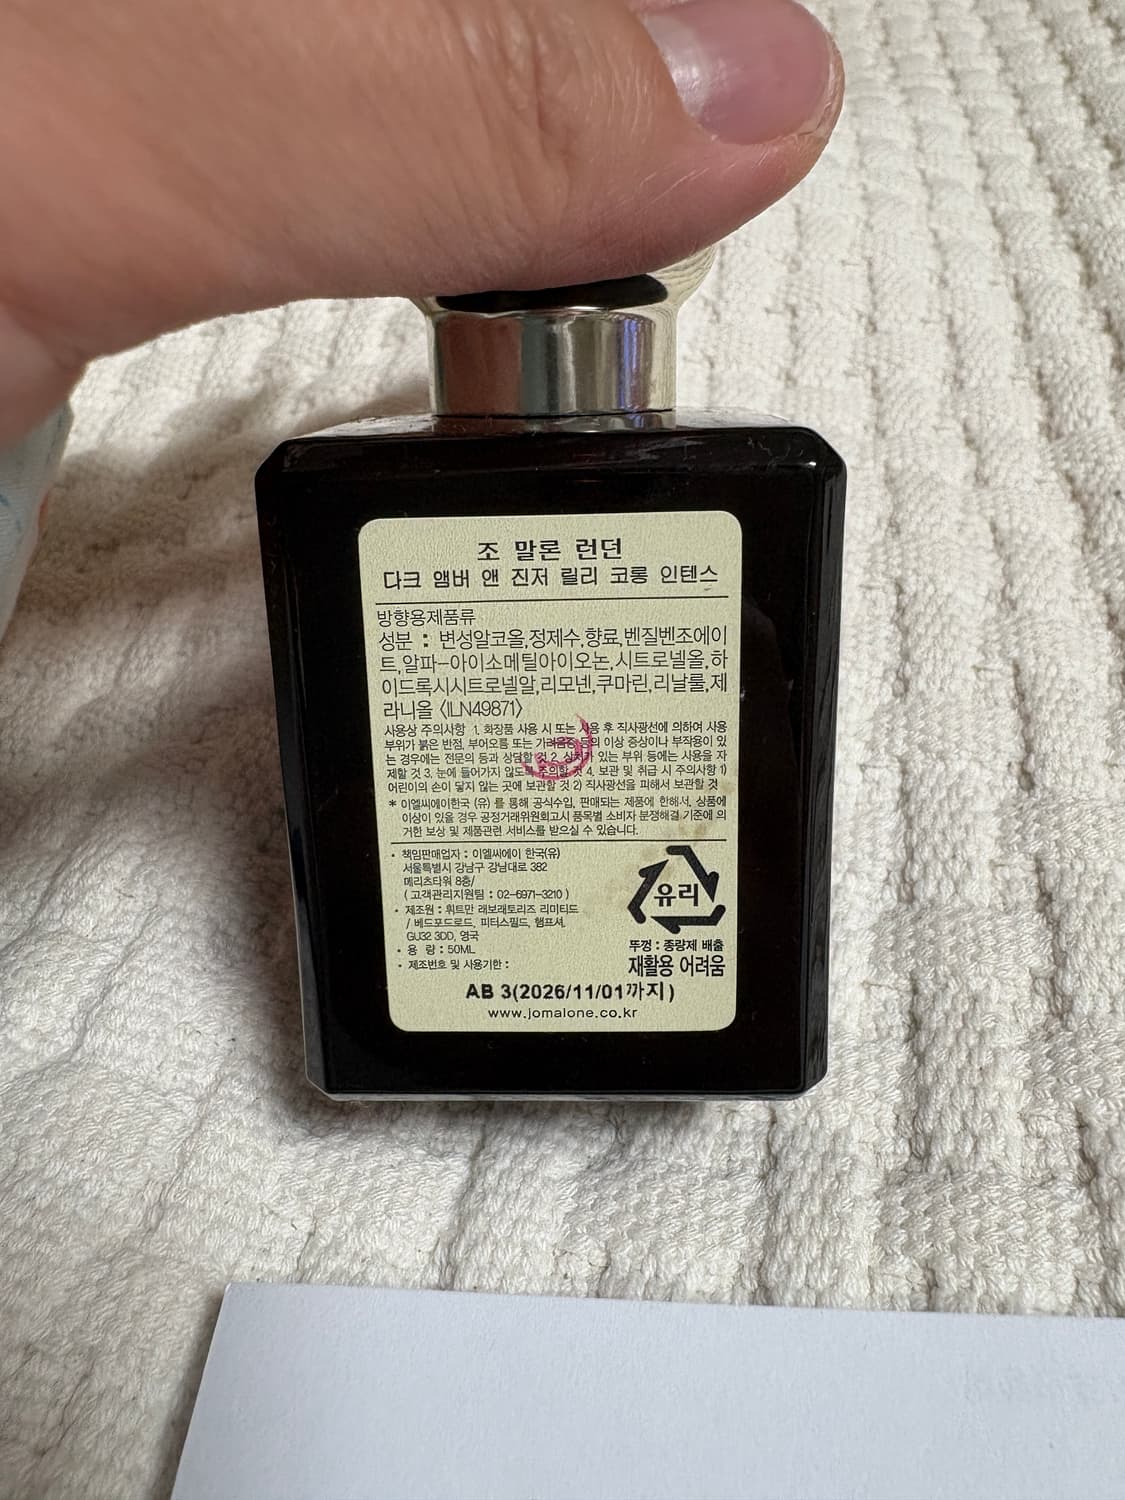 조 말론 런던
다크 앰버 앤 진저 릴리 코롱 인텐스
방향용제품류
성분 : 변성알코올,정제수,향료,벤질벤조에이
트,알파-아이소메틸아이오논,시트로넬올,하
이드록시시트로넬알,리모넨,쿠마린,리날룰,제
라니올 〈ILN49871〉
사용상 주의사항 1. 화장품 사용 시 또는 사용 후 직사광선에 의하여 사용
부위가 붉은 반점, 부어오름 또는 가려움증 등의 이상 증상이나 부작용이 있
는 경우에는 전문의 등과 상담할 것 2. 상처가 있는 부위 등에는 사용을 자
제할 것 3. 눈에 들어가지 않도록 주의할 것 4. 보관 및 취급 시 주의사항 1)
어린이의 손이 닿지 않는 곳에 보관할 것 2) 직사광선을 피해서 보관할 것
* 이엘씨에이한국 (유) 를 통해 공식수입, 판매되는 제품에 한해서, 상품에
이상이 있을 경우 공정거래위원회고시 품목별 소비자 분쟁해결 기준에 의
거한 보상 및 제품관련 서비스를 받으실 수 있습니다.
• 책임판매업자 : 이엘씨에이 한국(유)
서울특별시 강남구 강남대로 382
메리츠타워 8층/
( 고객관리지원팀 : 02-6971-3210 )
• 제조원 : 휘트만 래보래토리즈 리미티드
/ 베드포드로드, 피터스필드, 햄프셔,
GU32 3DD, 영국
• 용 량 : 50ML
• 제조번호 및 사용기한 :
유리
뚜껑 : 종량제 배출
재활용 어려움
AB 3(2026/11/01까지)
www.jomalone.co.kr